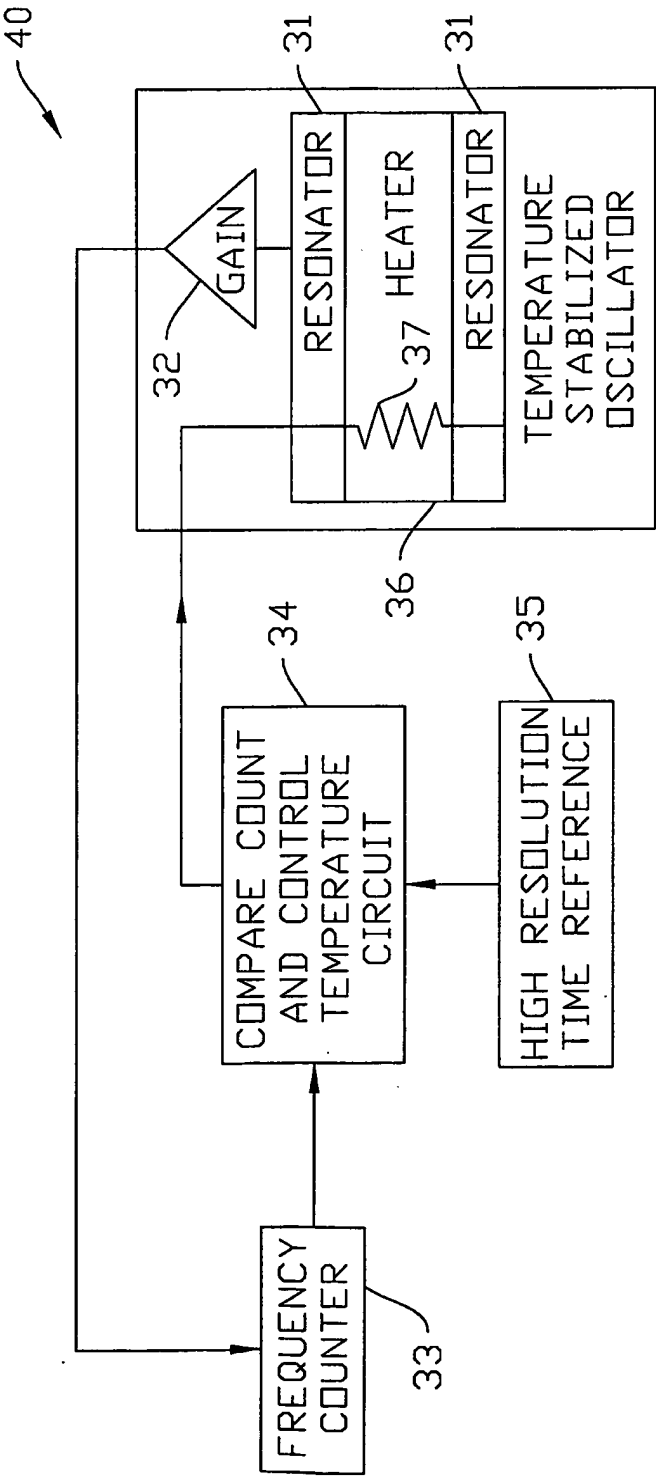 40
32
GAIN
31
RESONATOR
HEATER
37
31
RESONATOR
36
TEMPERATURE
STABILIZED
OSCILLATOR
34
COMPARE COUNT
AND CONTROL
TEMPERATURE
CIRCUIT
35
HIGH RESOLUTION
TIME REFERENCE
FREQUENCY
COUNTER
33